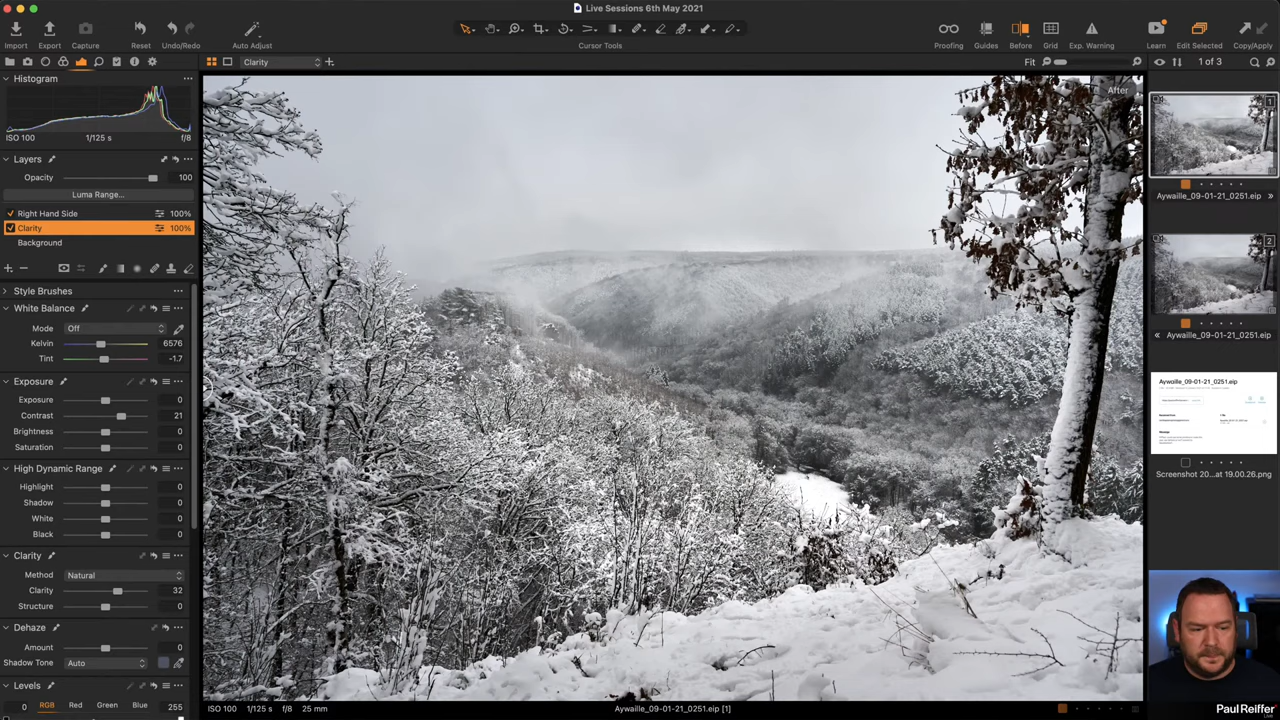 Live Sessions 6th May 2021
Import Export Capture Reset Undo/Redo Auto Adjust Cursor Tools Proofing Guides Before Grid Exp. Warning Learn Edit Selected Copy/Apply
Clarity
Fit
1 of 3
Histogram
ISO 100 1/125 s f/8
Layers
Opacity 100
Luma Range...
Right Hand Side 100%
Clarity 100%
Background
Style Brushes
White Balance
Mode Off
Kelvin 6576
Tint -1.7
Exposure
Exposure 0
Contrast 21
Brightness 0
Saturation 0
High Dynamic Range
Highlight 0
Shadow 0
White 0
Black 0
Clarity
Method Natural
Clarity 32
Structure 0
Dehaze
Amount 0
Shadow Tone Auto
Levels
0 RGB Red Green Blue 255
After
ISO 100 1/125 s f/8 25 mm
Aywaille_09-01-21_0251.eip [1]
1
Aywaille_09-01-21_0251.eip »
2
« Aywaille_09-01-21_0251.eip
Aywaille_09-01-21_0251.eip
Screenshot 20...at 19.00.26.png
Paul Reiffer
Live